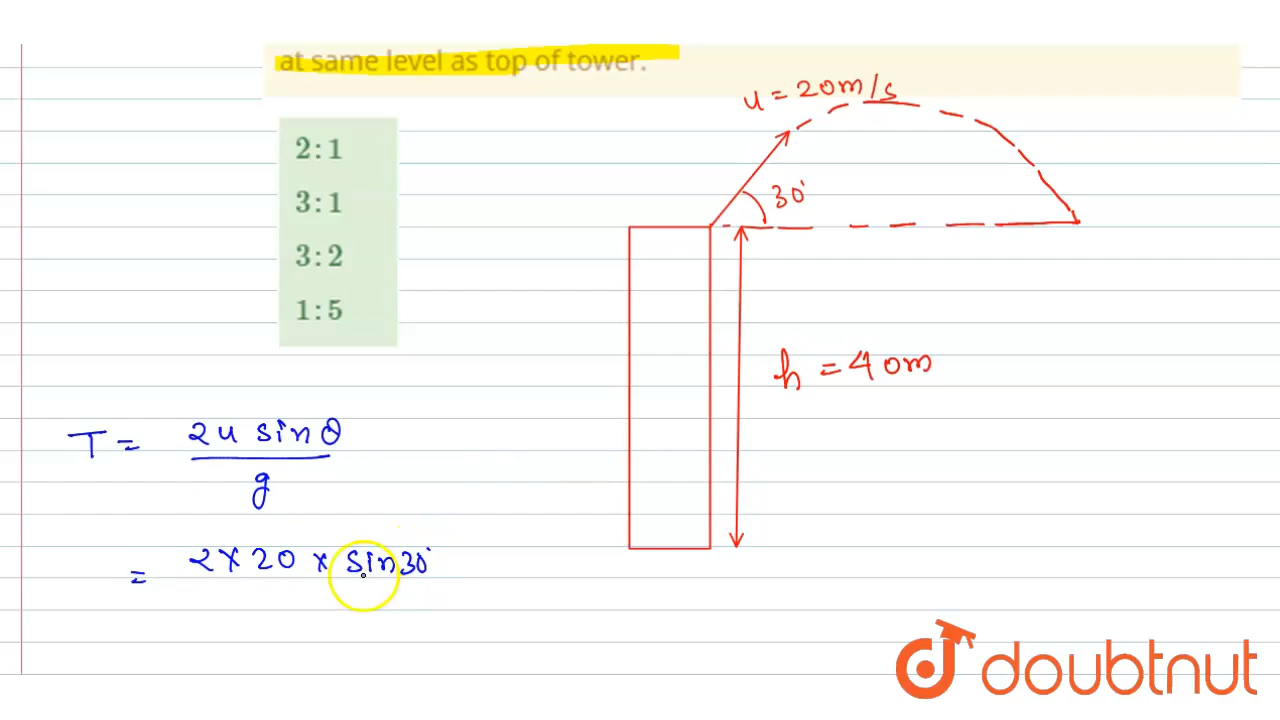 at same level as top of tower.
u = 20m/s
2:1
3:1
3:2
1:5
30°
h = 40m
T = 2u sinθ
g
= 2 × 20 × sin30°
doubtnut